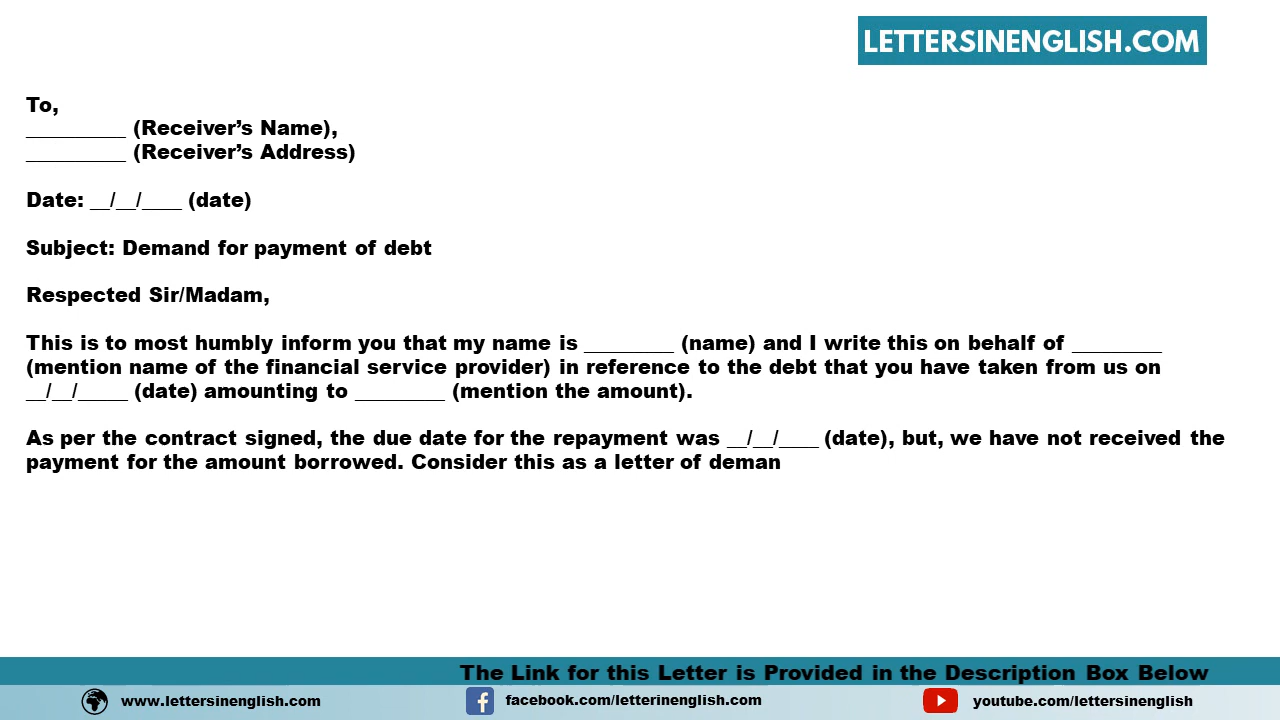 LETTERSINENGLISH.COM
To,
__________ (Receiver’s Name),
__________ (Receiver’s Address)
Date: __/__/____ (date)
Subject: Demand for payment of debt
Respected Sir/Madam,
This is to most humbly inform you that my name is _________ (name) and I write this on behalf of _________
(mention name of the financial service provider) in reference to the debt that you have taken from us on
__/__/_____ (date) amounting to _________ (mention the amount).
As per the contract signed, the due date for the repayment was __/__/____ (date), but, we have not received the
payment for the amount borrowed. Consider this as a letter of deman
The Link for this Letter is Provided in the Description Box Below
www.lettersinenglish.com
facebook.com/letterinenglish.com
youtube.com/lettersinenglish